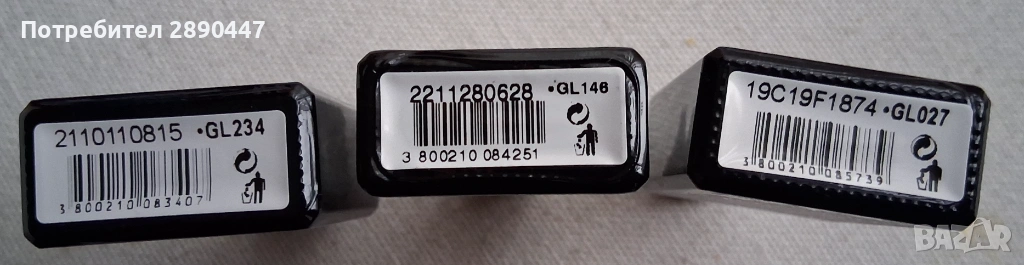 Потребител 2890447
2110110815 •GL234
3 800210 083407
2211280628 •GL146
3 800210 084251
19C19F1874 •GL027
3 800210 085739
BAZAR